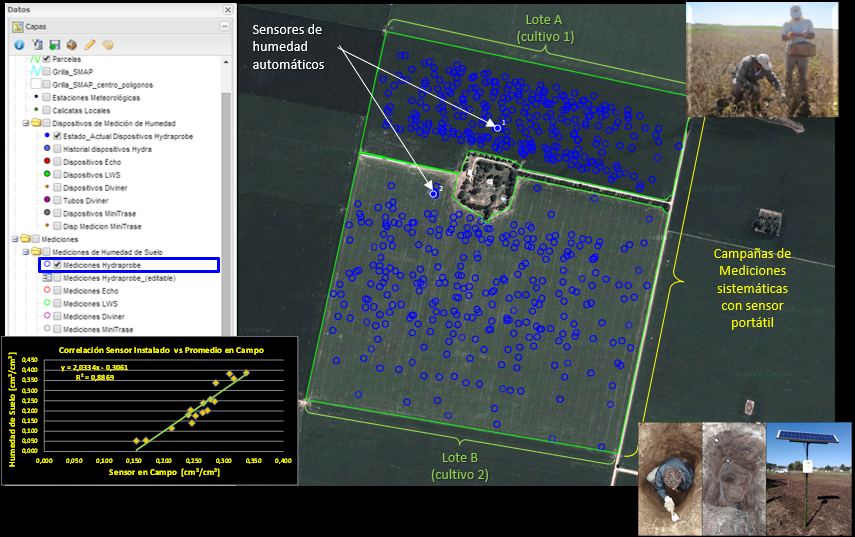 Datos
Capas
Parcelas
Grilla_SMAP
Grilla_SMAP_centro_poligonos
Estaciones Meteorológicas
Calicatas Locales
Dispositivos de Medición de Humedad
Estado_Actual Dispositivos Hydraprobe
Historial dispositivos Hydra
Dispositivos Echo
Dispositivos LWS
Dispositivos Diviner
Tubos Diviner
Dispositivos MiniTrase
Disp Medicion MiniTrase
Mediciones
Mediciones de Humedad de Suelo
Mediciones Hydraprobe
Mediciones Hydraprobe_(editable)
Mediciones Echo
Mediciones LWS
Mediciones Diviner
Mediciones MiniTrase
Sensores de
humedad
automáticos
Lote A
(cultivo 1)
1
2
Campañas de
Mediciones
sistemáticas
con sensor
portátil
Lote B
(cultivo 2)
Correlación Sensor Instalado vs Promedio en Campo
y = 2,0334x - 0,3061
R² = 0,8869
Humedad de Suelo [cm³/cm³]
0,450
0,400
0,350
0,300
0,250
0,200
0,150
0,100
0,050
0,000
0,000 0,050 0,100 0,150 0,200 0,250 0,300 0,350 0,400
Sensor en Campo [cm³/cm³]